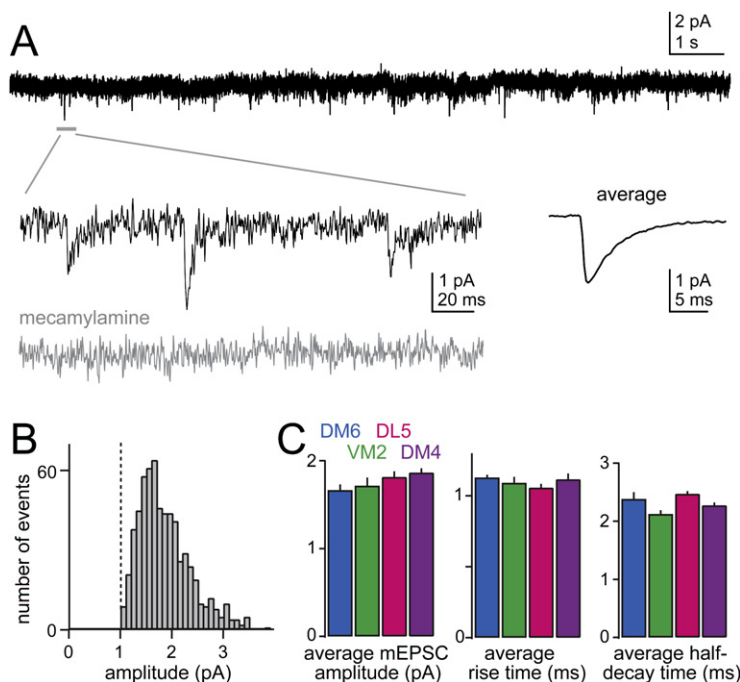 A
2 pA
1 s
average
1 pA
20 ms
1 pA
5 ms
mecamylamine
B
60
0
number of events
0 1 2 3
amplitude (pA)
C
DM6 DL5
VM2 DM4
2
1
0
average mEPSC
amplitude (pA)
1
0
average
rise time (ms)
3
2
1
0
average half-
decay time (ms)